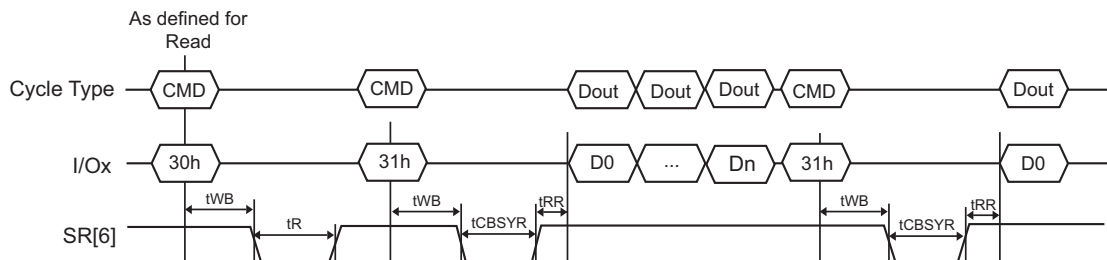 As defined for
Read
Cycle Type CMD CMD Dout Dout Dout CMD Dout
I/Ox 30h 31h D0 ... Dn 31h D0
tWB tR tWB tCBSYR tRR tWB tCBSYR tRR
SR[6]